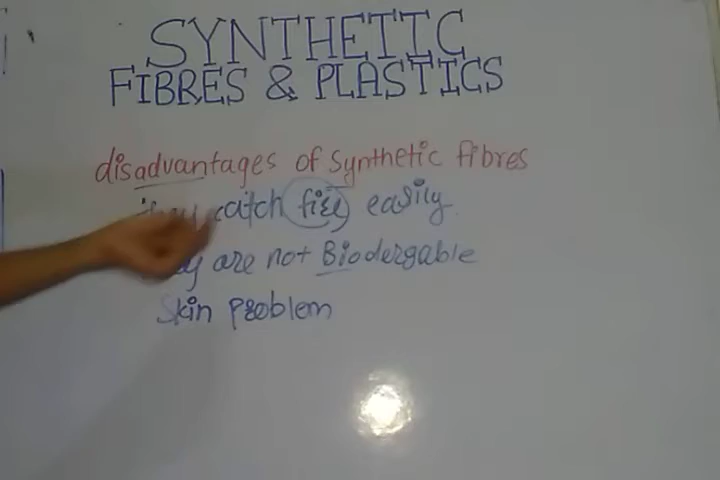 SYNTHETIC
FIBRES & PLASTICS
disadvantages of synthetic fibres
catch fire easily
are not Biodergable
Skin problem